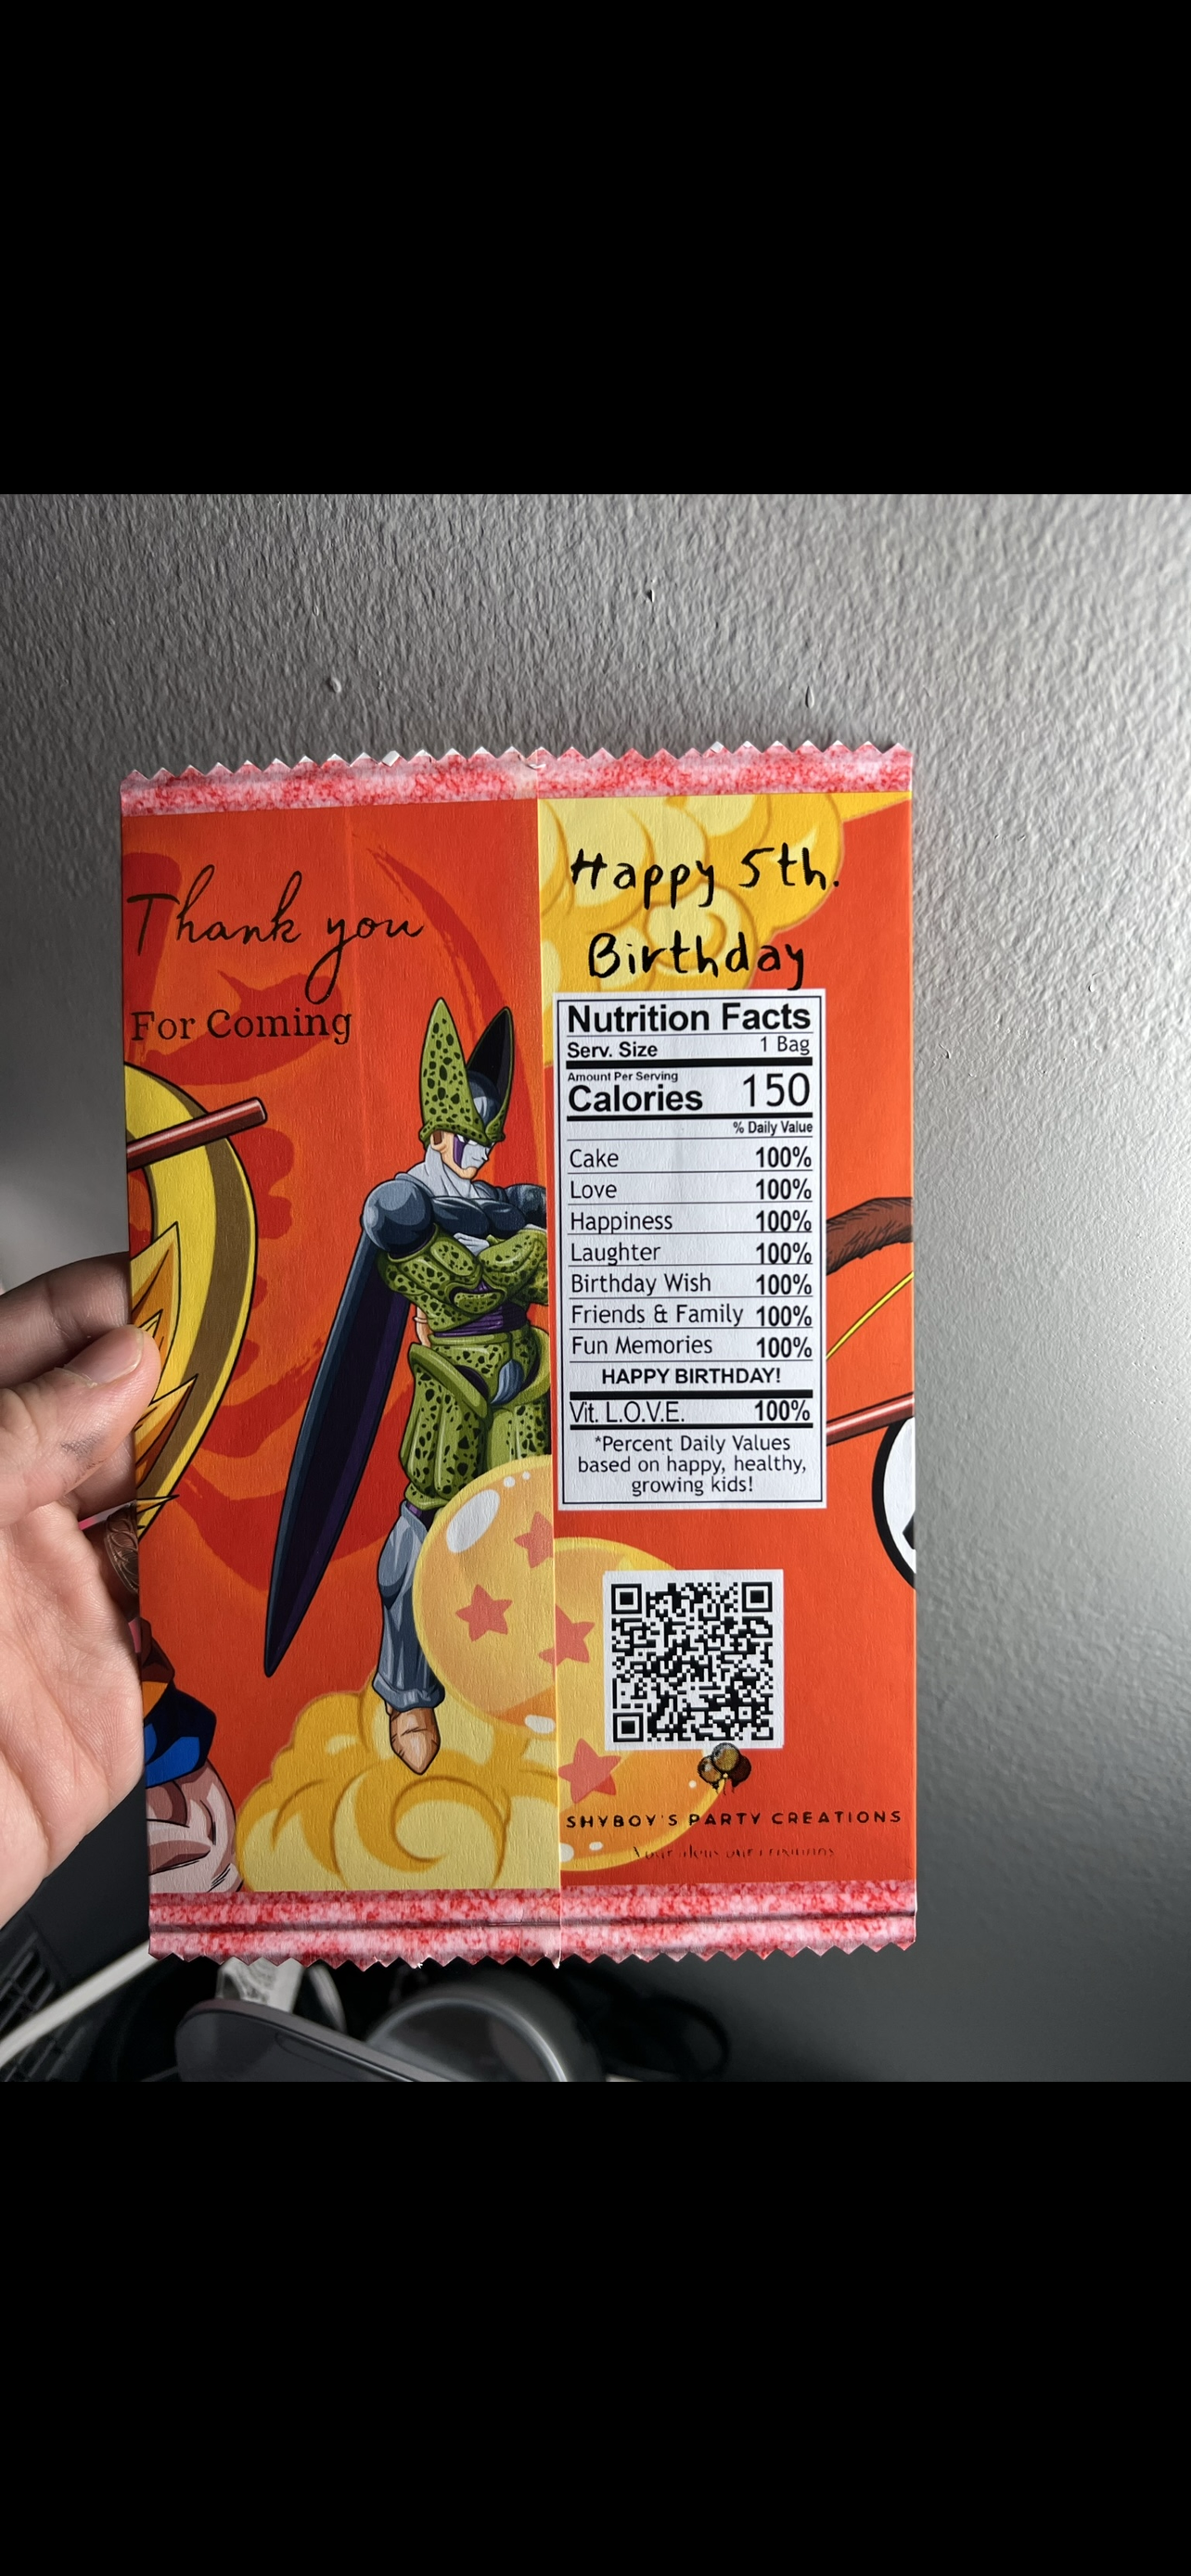 Thank you
For Coming
Happy 5th.
Birthday
Nutrition Facts
Serv. Size 1 Bag
Amount Per Serving
Calories 150
% Daily Value
Cake 100%
Love 100%
Happiness 100%
Laughter 100%
Birthday Wish 100%
Friends & Family 100%
Fun Memories 100%
HAPPY BIRTHDAY!
Vit. L.O.V.E. 100%
*Percent Daily Values
based on happy, healthy,
growing kids!
SHYBOY'S PARTY CREATIONS